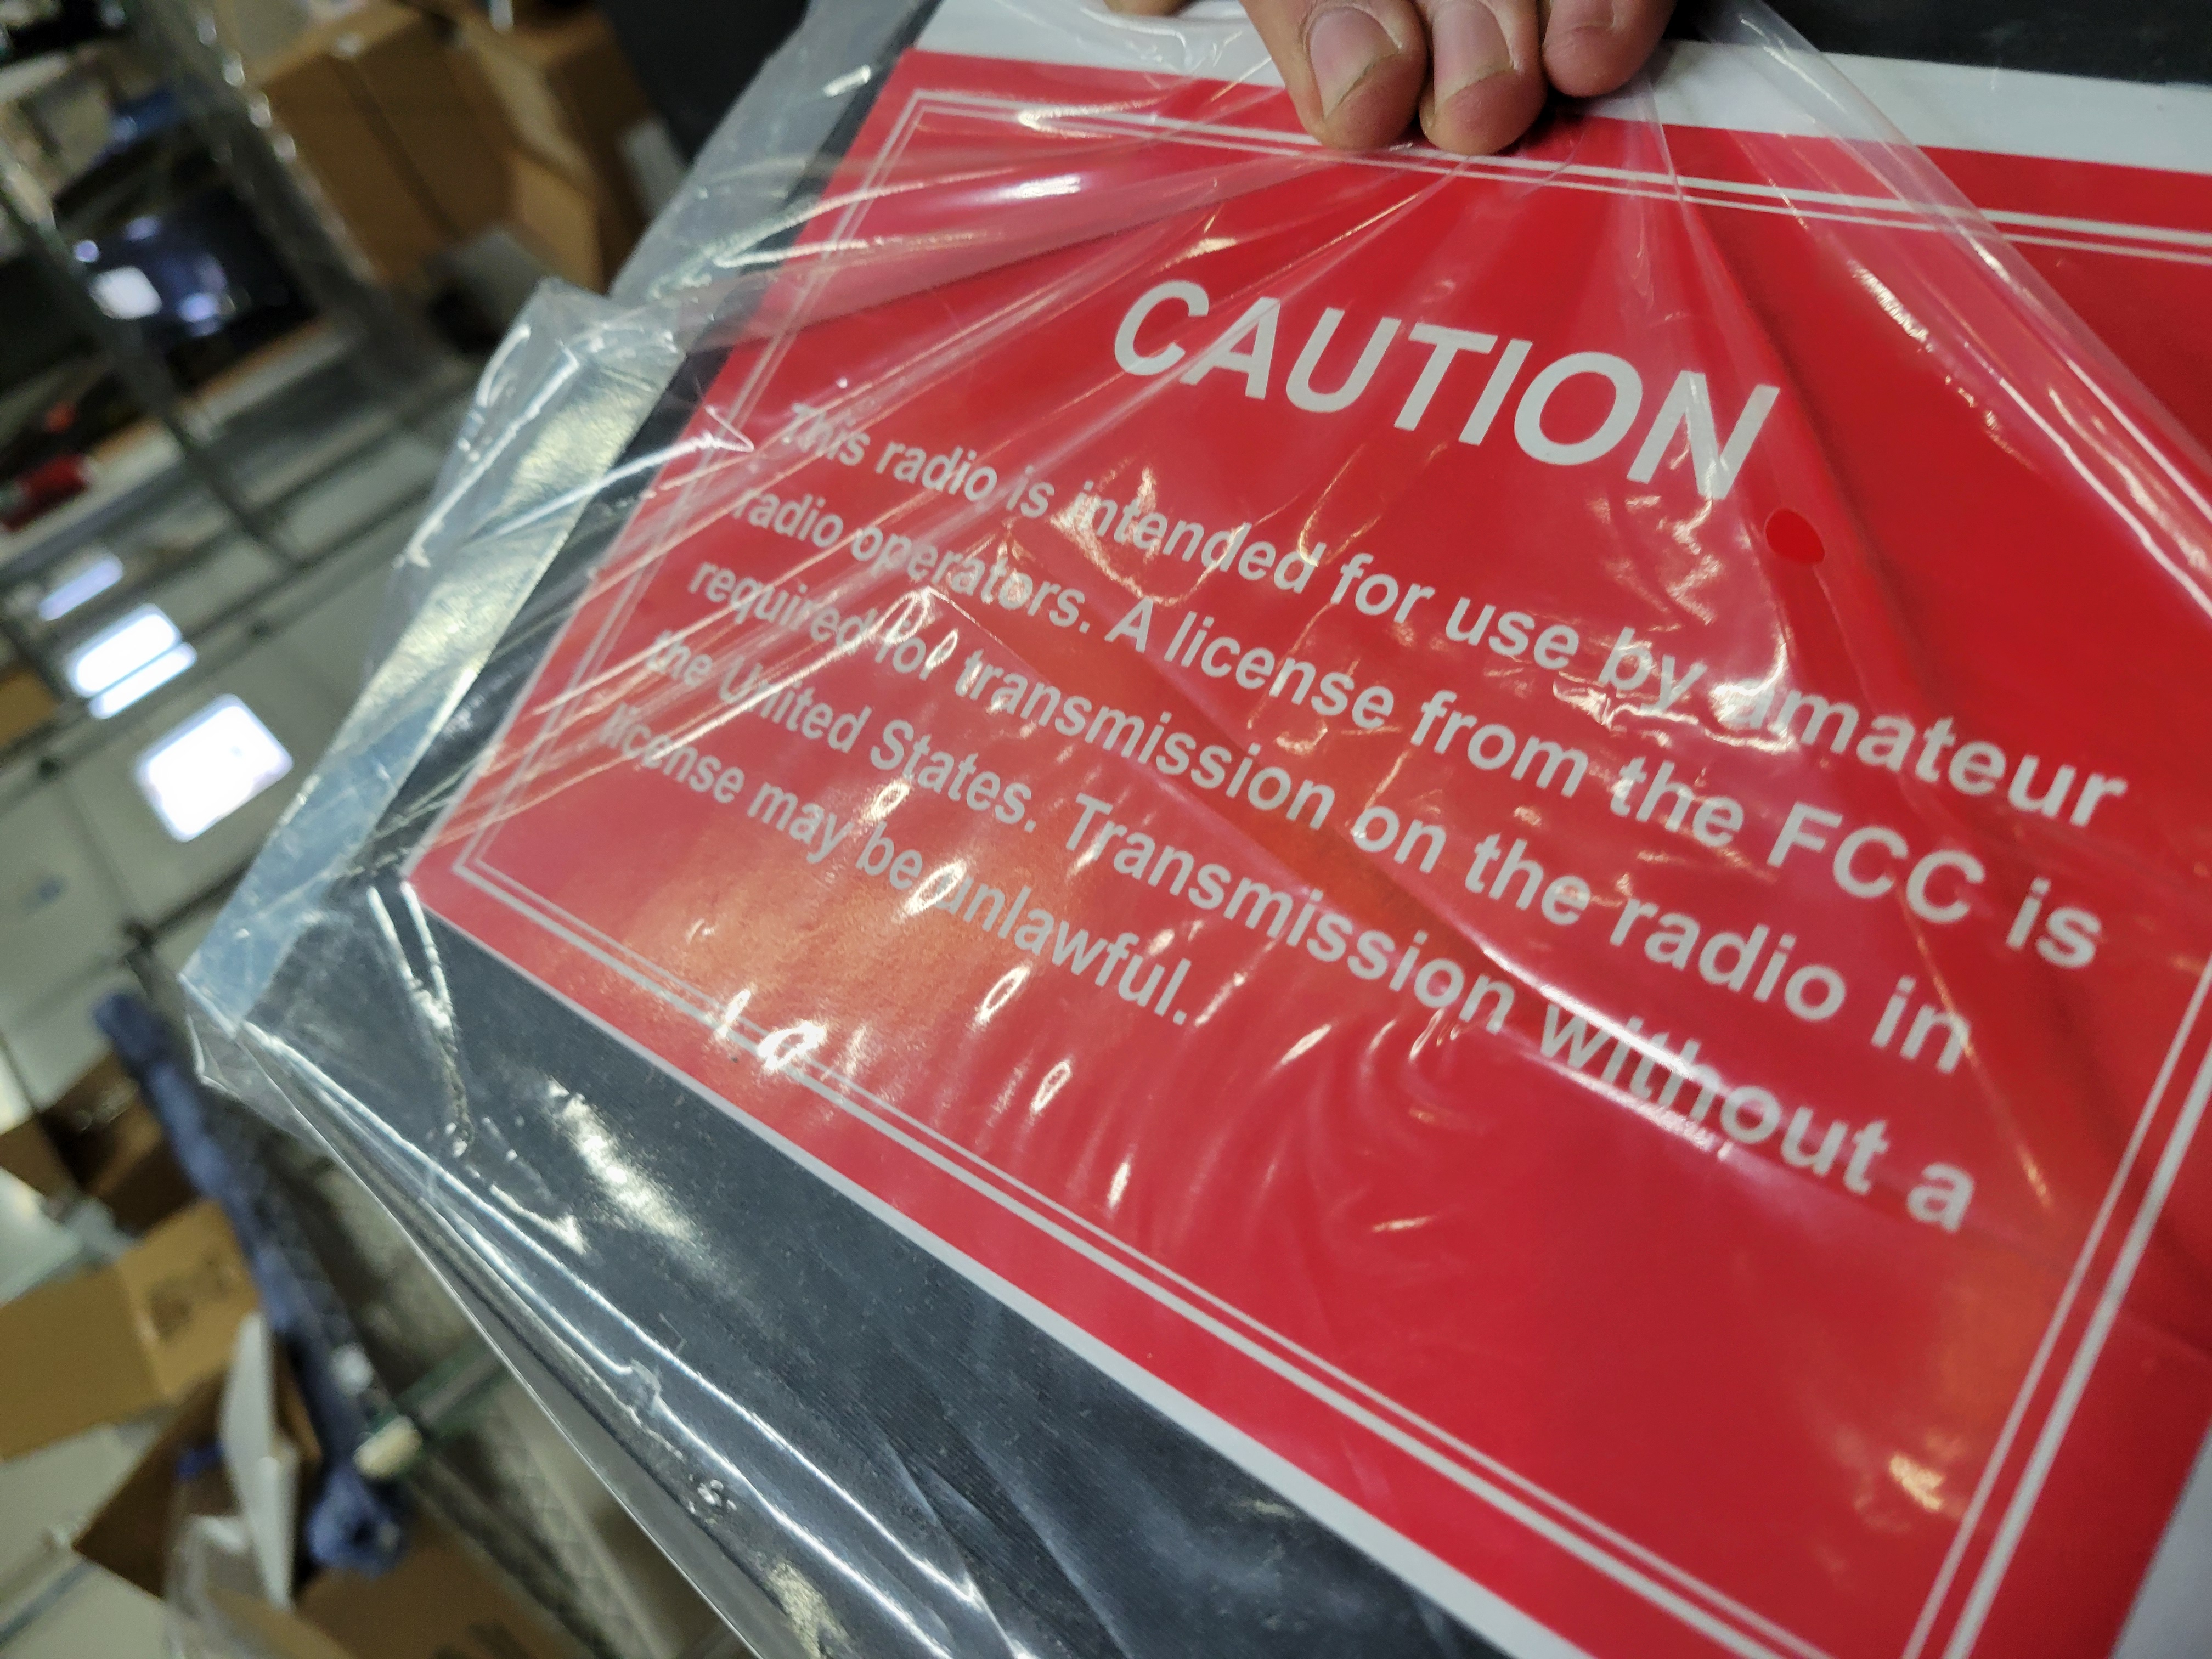 CAUTION
This radio is intended for use by amateur
radio operators. A license from the FCC is
required for transmission on the radio in
the United States. Transmission without a
license may be unlawful.